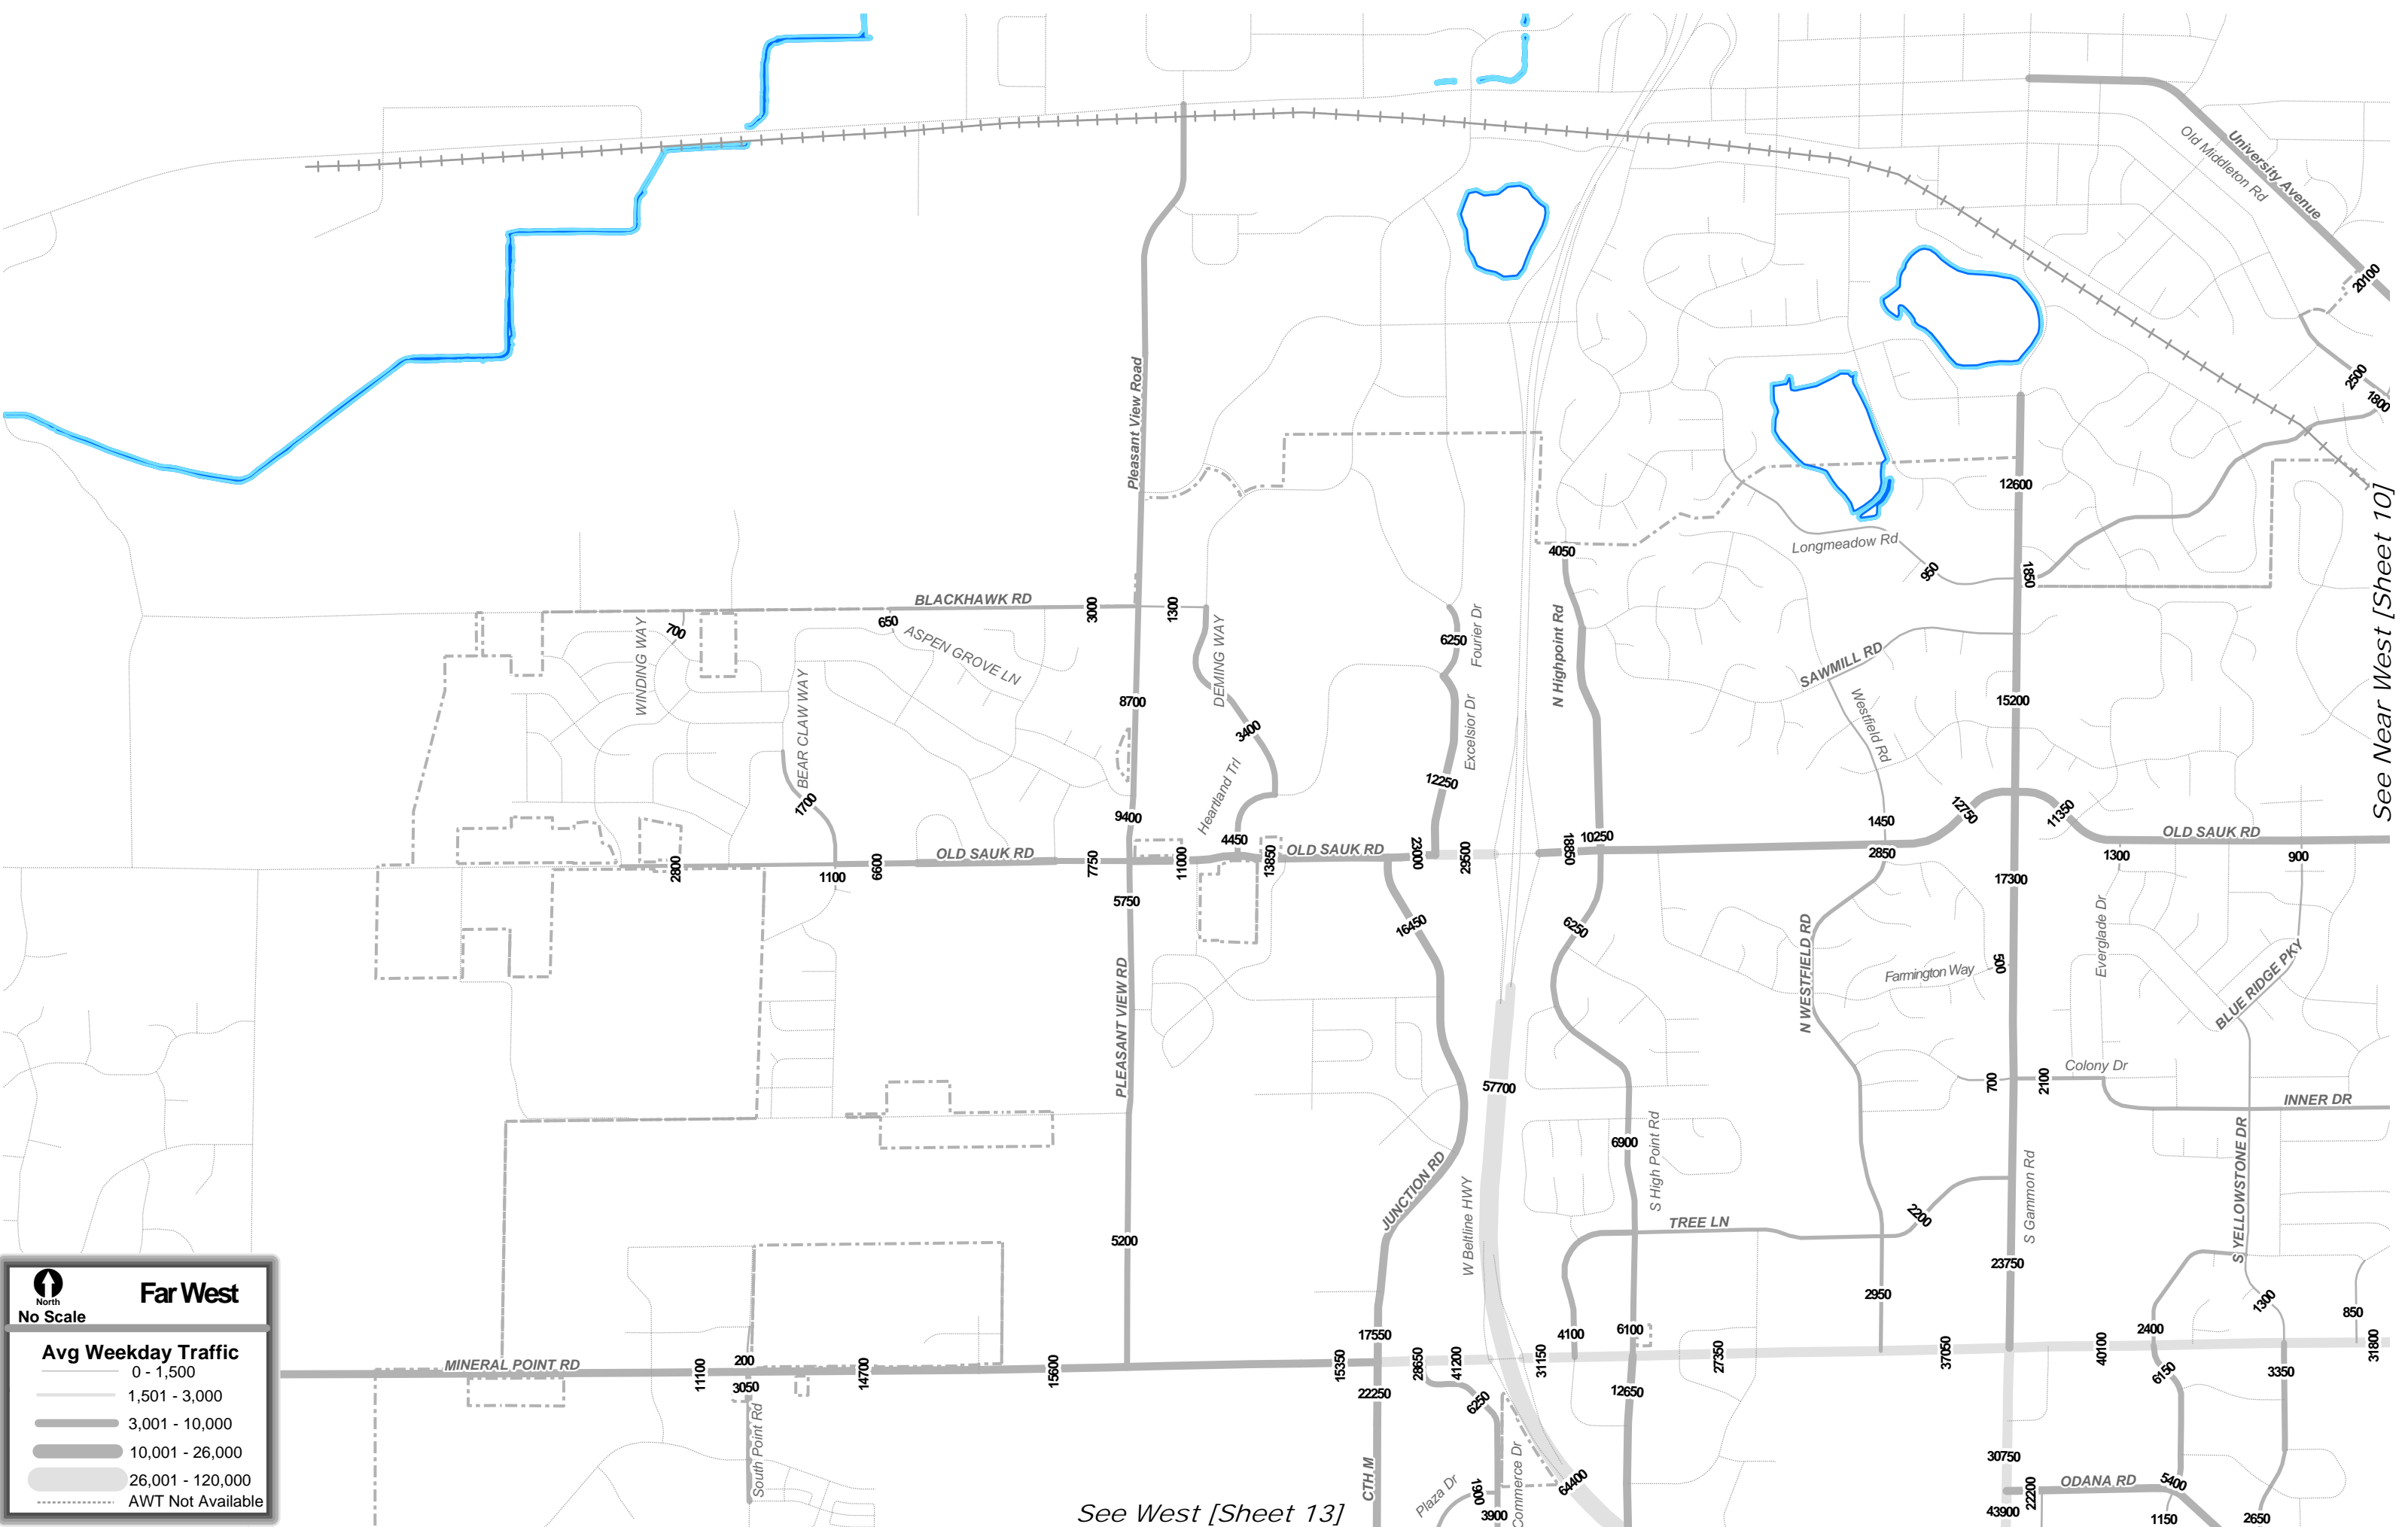 University Avenue
Old Middleton Rd
20100
2500
1800
Pleasant View Road
12600
See Near West [Sheet 10]
4050
Longmeadow Rd
950
1850
BLACKHAWK RD
3000
1300
650
700
ASPEN GROVE LN
WINDING WAY
BEAR CLAW WAY
1700
DEMING WAY
8700
3400
Heartland Trl
9400
4450
6250
Fourier Dr
Excelsior Dr
12250
N Highpoint Rd
SAWMILL RD
Westfield Rd
15200
1450
12750
11350
OLD SAUK RD
2800
1100
6600
OLD SAUK RD
7750
11000
13850
OLD SAUK RD
23000
29500
18850
10250
2850
1300
900
17300
5750
16450
6250
N WESTFIELD RD
Farmington Way
500
Everglade Dr
BLUE RIDGE PKY
PLEASANT VIEW RD
57700
700
2100
Colony Dr
INNER DR
6900
S High Point Rd
JUNCTION RD
W Beltline HWY
TREE LN
2200
S Gammon Rd
S YELLOWSTONE DR
5200
23750
2950
1300
850
2400
17550
4100
6100
MINERAL POINT RD
11100
200
3050
14700
15600
15350
28650
41200
31150
27350
37050
40100
31800
22250
6250
12650
6150
3350
South Point Rd
CTH M
Plaza Dr
1900
3900
Commerce Dr
64400
30750
ODANA RD
5400
22200
43900
1150
2650
See West [Sheet 13]
North
No Scale
Far West
Avg Weekday Traffic
0 - 1,500
1,501 - 3,000
3,001 - 10,000
10,001 - 26,000
26,001 - 120,000
AWT Not Available